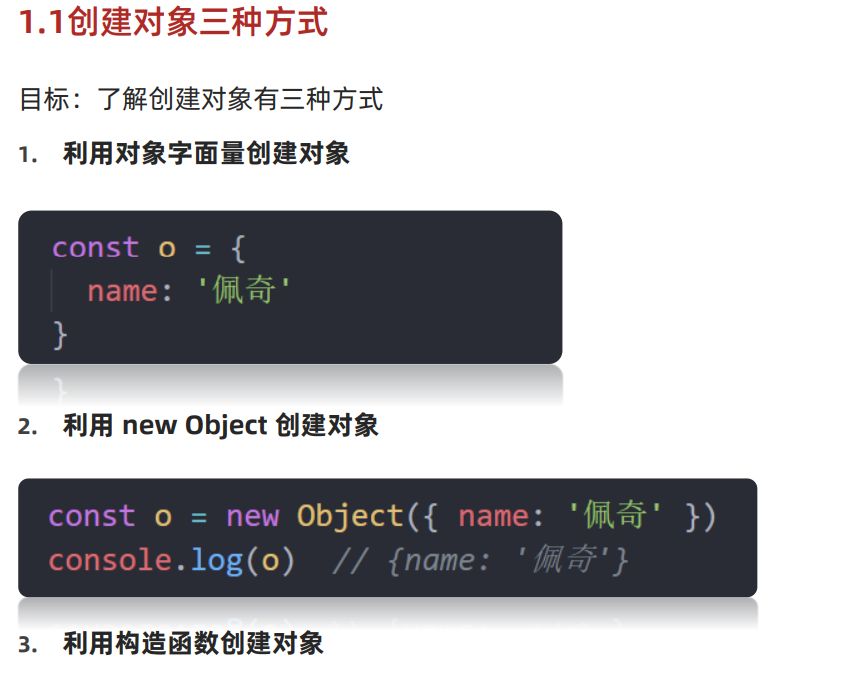 1.1创建对象三种方式
目标：了解创建对象有三种方式
1. 利用对象字面量创建对象
const o = {
name: '佩奇'
}
2. 利用 new Object 创建对象
const o = new Object({ name: '佩奇' })
console.log(o) // {name: '佩奇'}
3. 利用构造函数创建对象